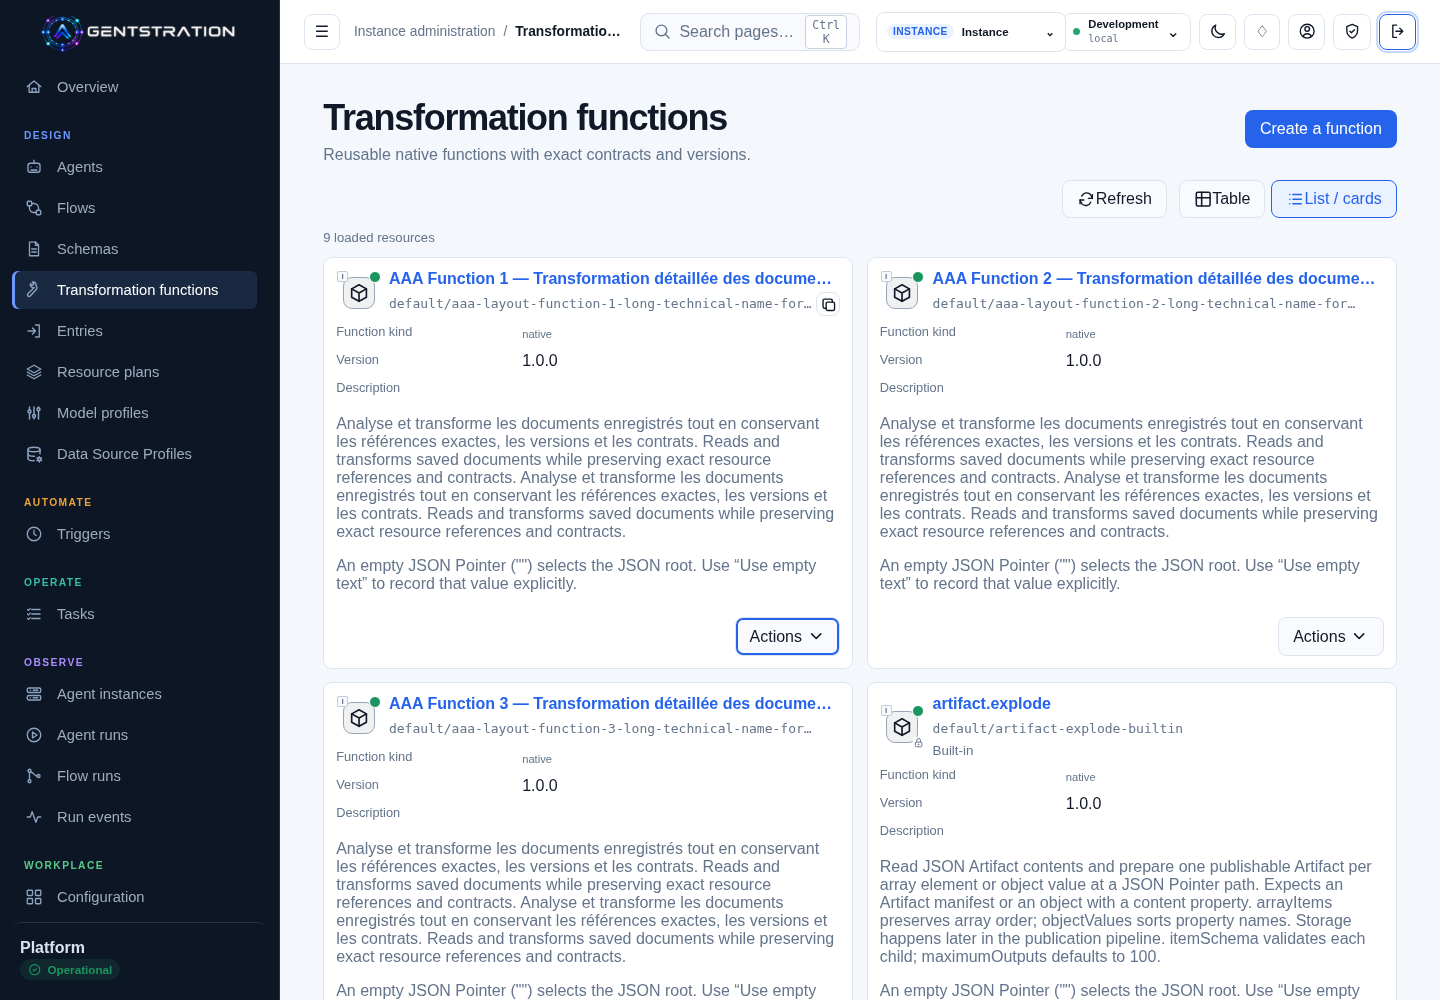 GENTSTRATION
Overview
DESIGN
Agents
Flows
Schemas
Transformation functions
Entries
Resource plans
Model profiles
Data Source Profiles
AUTOMATE
Triggers
OPERATE
Tasks
OBSERVE
Agent instances
Agent runs
Flow runs
Run events
WORKPLACE
Configuration
Platform
Operational
Instance administration / Transformatio…
Search pages…
Ctrl K
INSTANCE Instance
Development
local
Transformation functions
Reusable native functions with exact contracts and versions.
Create a function
Refresh
Table
List / cards
9 loaded resources
I
AAA Function 1 — Transformation détaillée des docume…
default/aaa-layout-function-1-long-technical-name-for…
Function kind native
Version 1.0.0
Description
Analyse et transforme les documents enregistrés tout en conservant
les références exactes, les versions et les contrats. Reads and
transforms saved documents while preserving exact resource
references and contracts. Analyse et transforme les documents
enregistrés tout en conservant les références exactes, les versions et
les contrats. Reads and transforms saved documents while preserving
exact resource references and contracts.
An empty JSON Pointer ("") selects the JSON root. Use “Use empty
text” to record that value explicitly.
Actions
I
AAA Function 2 — Transformation détaillée des docume…
default/aaa-layout-function-2-long-technical-name-for…
Function kind native
Version 1.0.0
Description
Analyse et transforme les documents enregistrés tout en conservant
les références exactes, les versions et les contrats. Reads and
transforms saved documents while preserving exact resource
references and contracts. Analyse et transforme les documents
enregistrés tout en conservant les références exactes, les versions et
les contrats. Reads and transforms saved documents while preserving
exact resource references and contracts.
An empty JSON Pointer ("") selects the JSON root. Use “Use empty
text” to record that value explicitly.
Actions
I
AAA Function 3 — Transformation détaillée des docume…
default/aaa-layout-function-3-long-technical-name-for…
Function kind native
Version 1.0.0
Description
Analyse et transforme les documents enregistrés tout en conservant
les références exactes, les versions et les contrats. Reads and
transforms saved documents while preserving exact resource
references and contracts. Analyse et transforme les documents
enregistrés tout en conservant les références exactes, les versions et
les contrats. Reads and transforms saved documents while preserving
exact resource references and contracts.
An empty JSON Pointer ("") selects the JSON root. Use “Use empty
I
artifact.explode
default/artifact-explode-builtin
Built-in
Function kind native
Version 1.0.0
Description
Read JSON Artifact contents and prepare one publishable Artifact per
array element or object value at a JSON Pointer path. Expects an
Artifact manifest or an object with a content property. arrayItems
preserves array order; objectValues sorts property names. Storage
happens later in the publication pipeline. itemSchema validates each
child; maximumOutputs defaults to 100.
An empty JSON Pointer ("") selects the JSON root. Use “Use empty